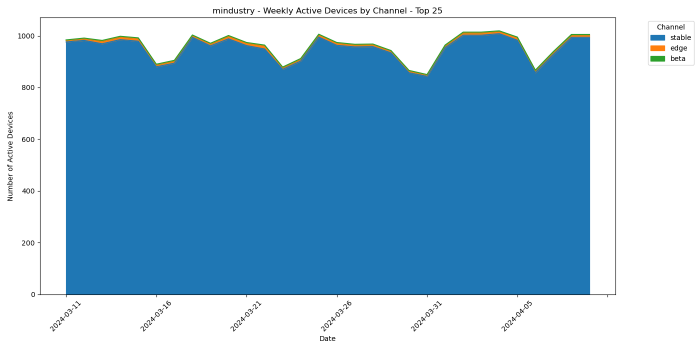 mindustry - Weekly Active Devices by Channel - Top 25
Channel
stable
edge
beta
Number of Active Devices
1000
800
600
400
200
0
2024-03-11
2024-03-16
2024-03-21
2024-03-26
2024-03-31
2024-04-05
Date